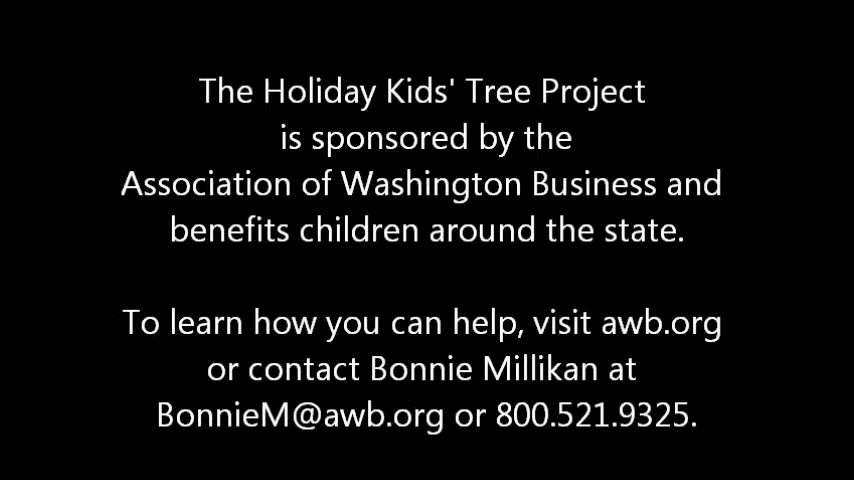 The Holiday Kids' Tree Project
is sponsored by the
Association of Washington Business and
benefits children around the state.
To learn how you can help, visit awb.org
or contact Bonnie Millikan at
BonnieM@awb.org or 800.521.9325.